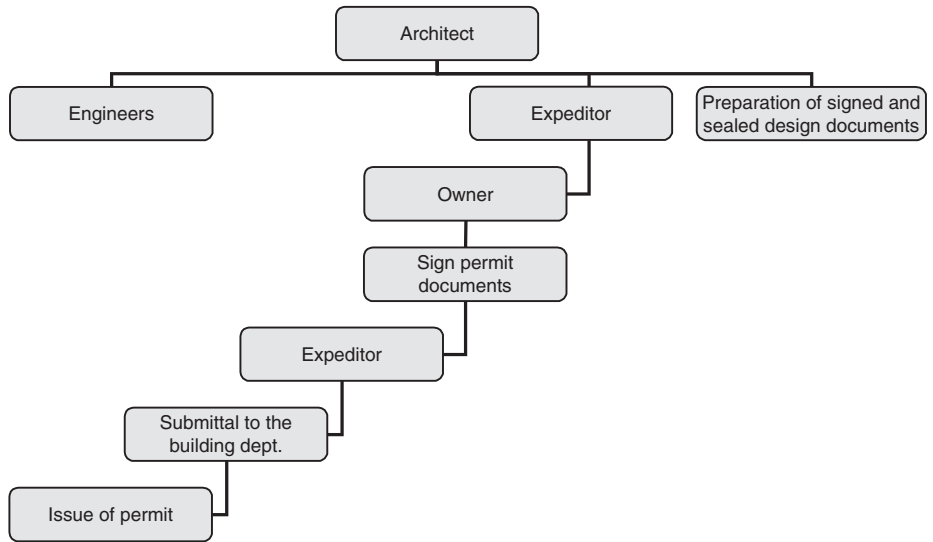 Architect
Engineers
Expeditor
Preparation of signed and
sealed design documents
Owner
Sign permit
documents
Expeditor
Submittal to the
building dept.
Issue of permit